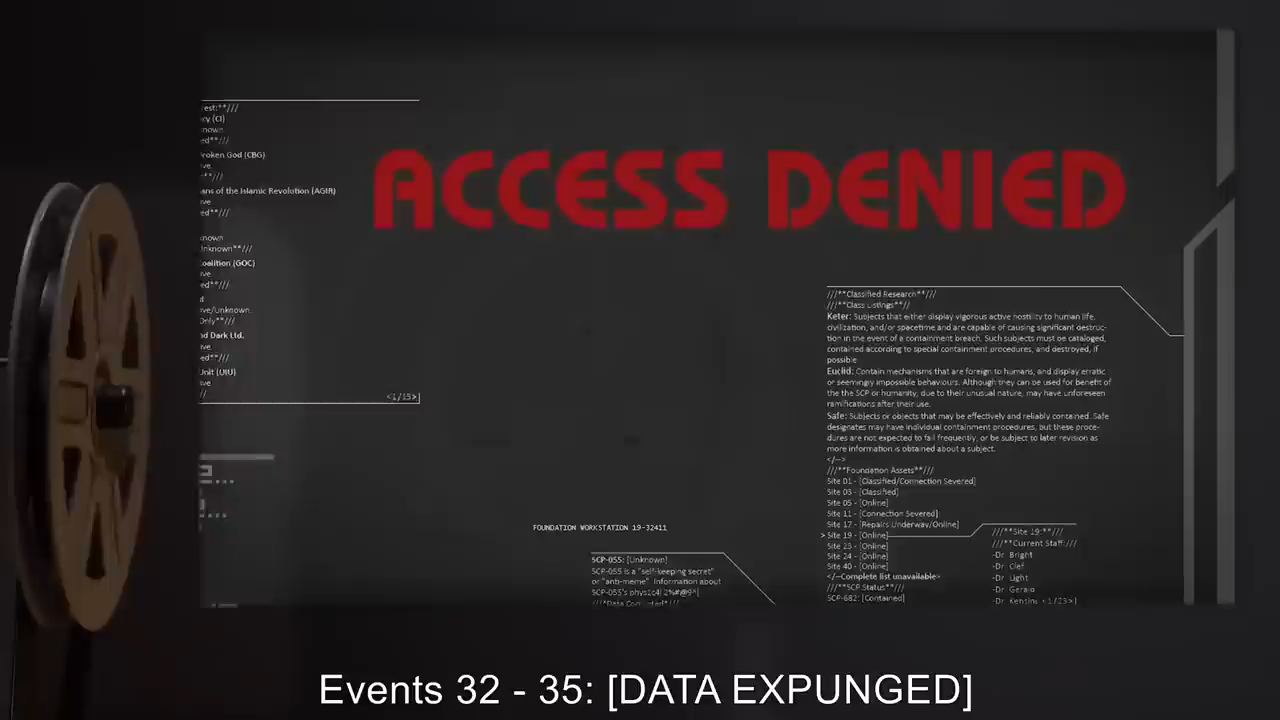 ACCESS DENIED
rest:**///
cy (CI)
nown
ed**///
roken God (CBG)
ve
**///
ans of the Islamic Revolution (AGIR)
ve
ed**///
known
Unknown**///
oalition (GOC)
ve
ed**///
d
ve/Unknown
Only**///
nd Dark Ltd.
ve
ed**///
Unit (UIU)
ve
//
<1/15>]
///**Classified Research**///
///**Class Listings**//
Keter: Subjects that either display vigorous active hostility to human life,
civilization, and/or spacetime and are capable of causing significant destruc-
tion in the event of a containment breach. Such subjects must be cataloged,
contained according to special containment procedures, and destroyed, if
possible
Euclid: Contain mechanisms that are foreign to humans, and display erratic
or seemingly impossible behaviours. Although they can be used for benefit of
the the SCP or humanity, due to their unusual nature, may have unforeseen
ramifications after their use.
Safe: Subjects or objects that may be effectively and reliably contained. Safe
designates may have individual containment procedures, but these proce-
dures are not expected to fail frequently, or be subject to later revision as
more information is obtained about a subject.
</-->
///**Foundation Assets**///
Site 01 - [Classified/Connection Severed]
Site 03 - [Classified]
Site 05 - [Online]
Site 11 - [Connection Severed]
Site 17 - [Repairs Underway/Online]
>Site 19 - [Online]
Site 23 - [Online]
Site 24 - [Online]
Site 40 - [Online]
</--Complete list unavailable>
///**SCP Status**///
SCP-682: [Contained]
///**Site 19:**///
///**Current Staff:///
-Dr. Bright
-Dr. Clef
-Dr. Light
-Dr. Gerald
-Dr. Kensing <1/23>]
FOUNDATION WORKSTATION 19-32411
SCP-055: [Unknown]
SCP-055 is a "self-keeping secret"
or "anti-meme" Information about
SCP-055's
Events 32 - 35: [DATA EXPUNGED]